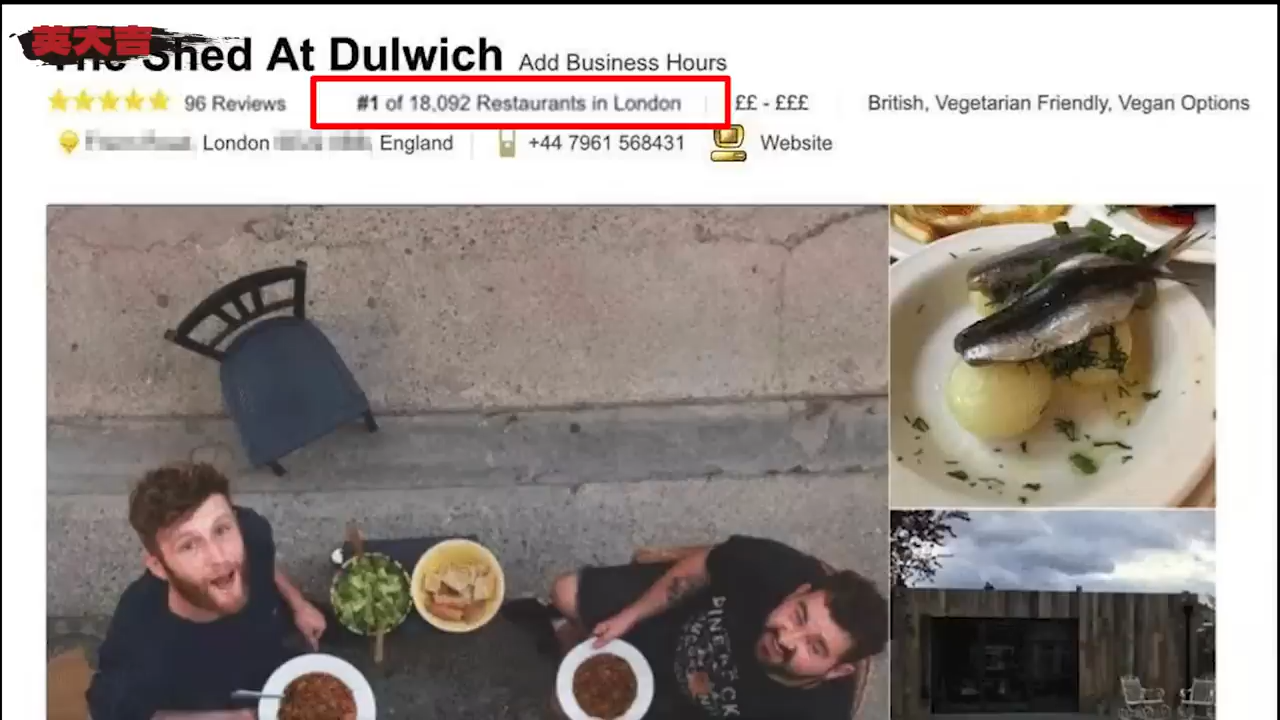 英大吉
The Shed At Dulwich Add Business Hours
96 Reviews #1 of 18,092 Restaurants in London ££ - £££ British, Vegetarian Friendly, Vegan Options
London England +44 7961 568431 Website